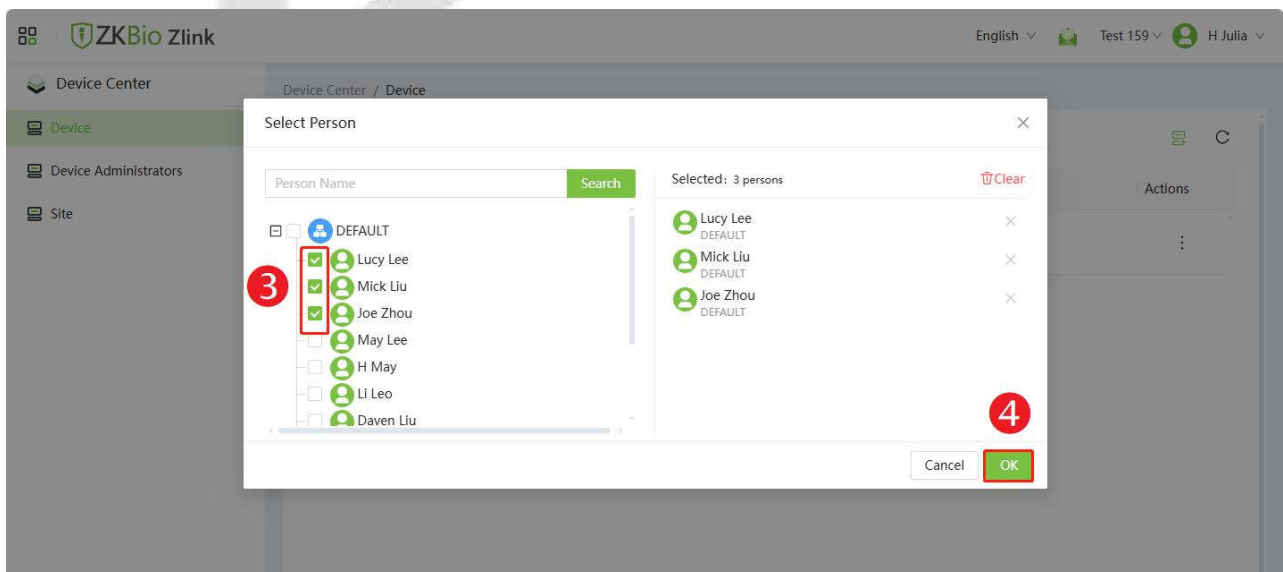 ZKBio Zlink
English
Test 159
H Julia
Device Center
Device Center / Device
Device
Device Administrators
Site
Actions
Select Person
Person Name
Search
DEFAULT
Lucy Lee
Mick Liu
Joe Zhou
May Lee
H May
Li Leo
Daven Liu
3
Selected: 3 persons
Clear
Lucy Lee
DEFAULT
Mick Liu
DEFAULT
Joe Zhou
DEFAULT
4
Cancel
OK